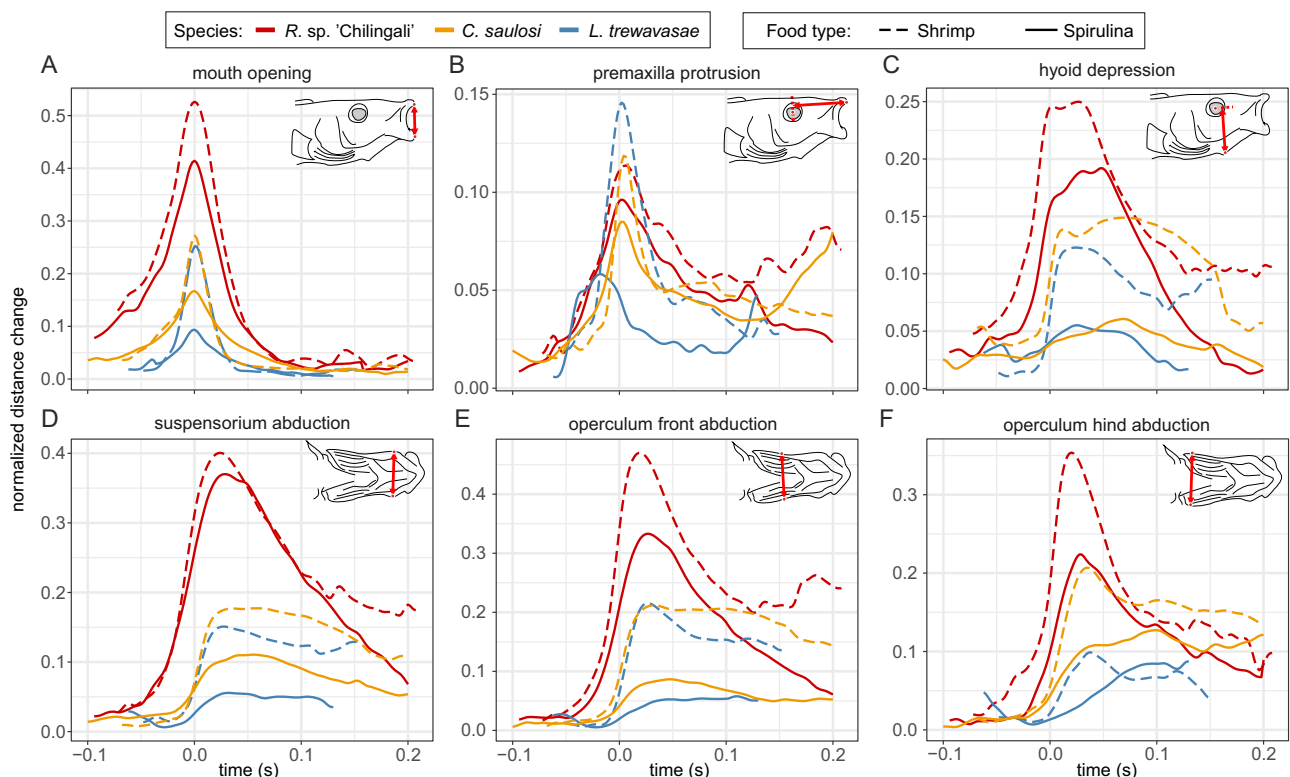 Species: R. sp. 'Chilingali' C. saulosi L. trewavasae Food type: Shrimp Spirulina
A B C
mouth opening premaxilla protrusion hyoid depression
0.5 0.4 0.3 0.2 0.1 0.0
0.15 0.10 0.05 0.00
0.25 0.20 0.15 0.10 0.05 0.00
normalized distance change
D E F
suspensorium abduction operculum front abduction operculum hind abduction
0.4 0.3 0.2 0.1 0.0
0.4 0.3 0.2 0.1 0.0
0.3 0.2 0.1 0.0
−0.1 0.0 0.1 0.2 −0.1 0.0 0.1 0.2 −0.1 0.0 0.1 0.2
time (s) time (s) time (s)